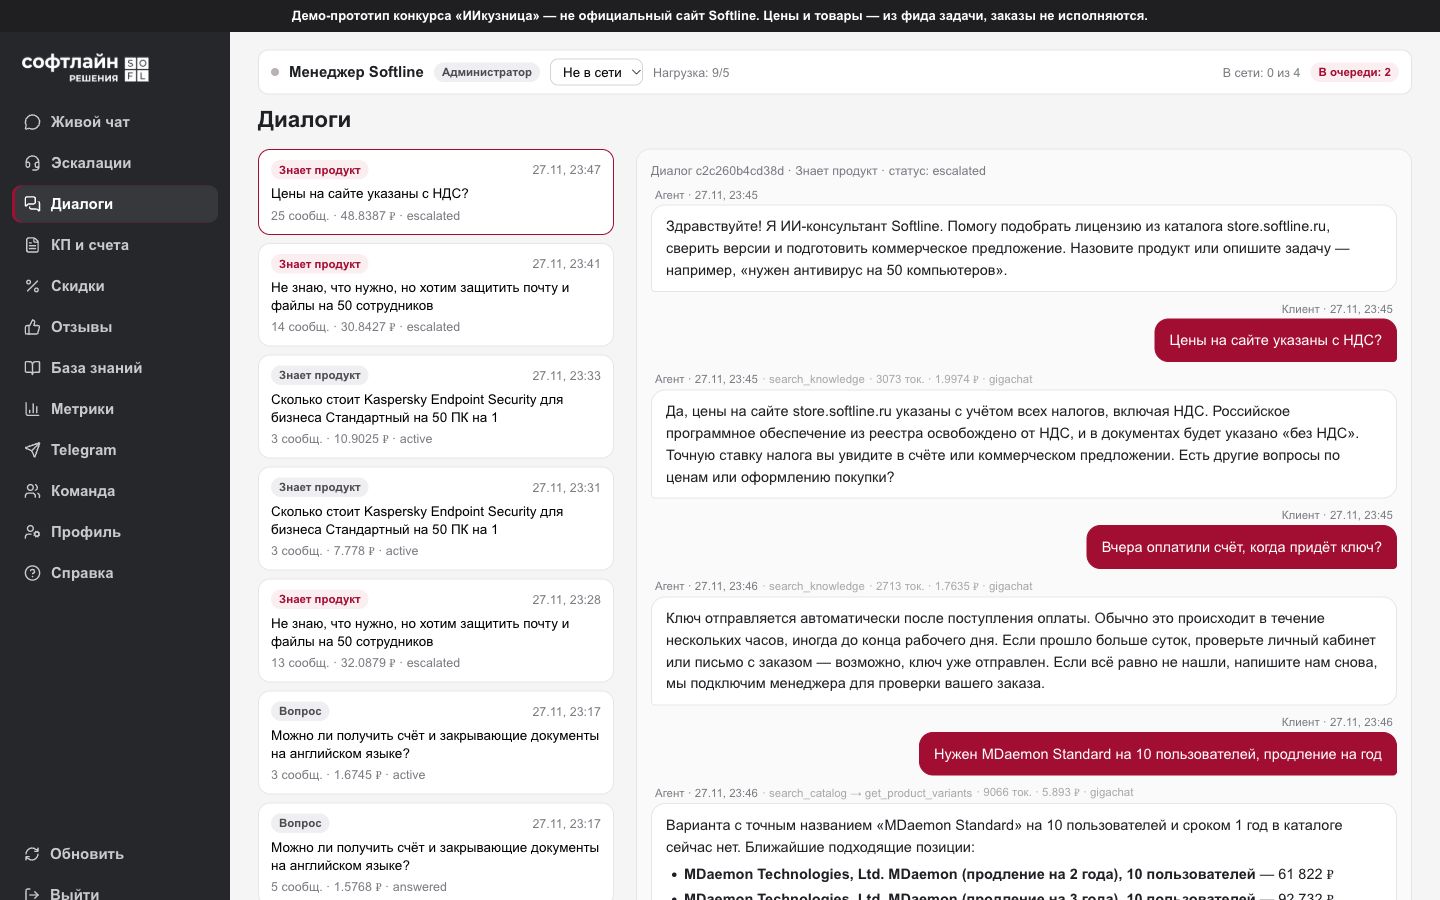 Демо-прототип конкурса «ИИкузница» — не официальный сайт Softline. Цены и товары — из фида задачи, заказы не исполняются.
софтлайн
РЕШЕНИЯ
SO
FL
Живой чат
Эскалации
Диалоги
КП и счета
Скидки
Отзывы
База знаний
Метрики
Telegram
Команда
Профиль
Справка
Обновить
Выйти
Менеджер Softline Администратор Не в сети Нагрузка: 9/5 В сети: 0 из 4 В очереди: 2
Диалоги
Знает продукт 27.11, 23:47
Цены на сайте указаны с НДС?
25 сообщ. · 48.8387 ₽ · escalated
Знает продукт 27.11, 23:41
Не знаю, что нужно, но хотим защитить почту и
файлы на 50 сотрудников
14 сообщ. · 30.8427 ₽ · escalated
Знает продукт 27.11, 23:33
Сколько стоит Kaspersky Endpoint Security для
бизнеса Стандартный на 50 ПК на 1
3 сообщ. · 10.9025 ₽ · active
Знает продукт 27.11, 23:31
Сколько стоит Kaspersky Endpoint Security для
бизнеса Стандартный на 50 ПК на 1
3 сообщ. · 7.778 ₽ · active
Знает продукт 27.11, 23:28
Не знаю, что нужно, но хотим защитить почту и
файлы на 50 сотрудников
13 сообщ. · 32.0879 ₽ · escalated
Вопрос 27.11, 23:17
Можно ли получить счёт и закрывающие документы
на английском языке?
3 сообщ. · 1.6745 ₽ · active
Вопрос 27.11, 23:17
Можно ли получить счёт и закрывающие документы
на английском языке?
5 сообщ. · 1.5768 ₽ · answered
Диалог c2c260b4cd38d · Знает продукт · статус: escalated
Агент · 27.11, 23:45
Здравствуйте! Я ИИ-консультант Softline. Помогу подобрать лицензию из каталога store.softline.ru,
сверить версии и подготовить коммерческое предложение. Назовите продукт или опишите задачу —
например, «нужен антивирус на 50 компьютеров».
Клиент · 27.11, 23:45
Цены на сайте указаны с НДС?
Агент · 27.11, 23:45 · search_knowledge · 3073 ток. · 1.9974 ₽ · gigachat
Да, цены на сайте store.softline.ru указаны с учётом всех налогов, включая НДС. Российское
программное обеспечение из реестра освобождено от НДС, и в документах будет указано «без НДС».
Точную ставку налога вы увидите в счёте или коммерческом предложении. Есть другие вопросы по
ценам или оформлению покупки?
Клиент · 27.11, 23:45
Вчера оплатили счёт, когда придёт ключ?
Агент · 27.11, 23:46 · search_knowledge · 2713 ток. · 1.7635 ₽ · gigachat
Ключ отправляется автоматически после поступления оплаты. Обычно это происходит в течение
нескольких часов, иногда до конца рабочего дня. Если прошло больше суток, проверьте личный кабинет
или письмо с заказом — возможно, ключ уже отправлен. Если всё равно не нашли, напишите нам снова,
мы подключим менеджера для проверки вашего заказа.
Клиент · 27.11, 23:46
Нужен MDaemon Standard на 10 пользователей, продление на год
Агент · 27.11, 23:46 · search_catalog → get_product_variants · 9066 ток. · 5.893 ₽ · gigachat
Варианта с точным названием «MDaemon Standard» на 10 пользователей и сроком 1 год в каталоге
сейчас нет. Ближайшие подходящие позиции:
• MDaemon Technologies, Ltd. MDaemon (продление на 2 года), 10 пользователей — 61 822 ₽
• MDaemon Technologies, Ltd. MDaemon (продление на 3 года), 10 пользователей — 92 732 ₽